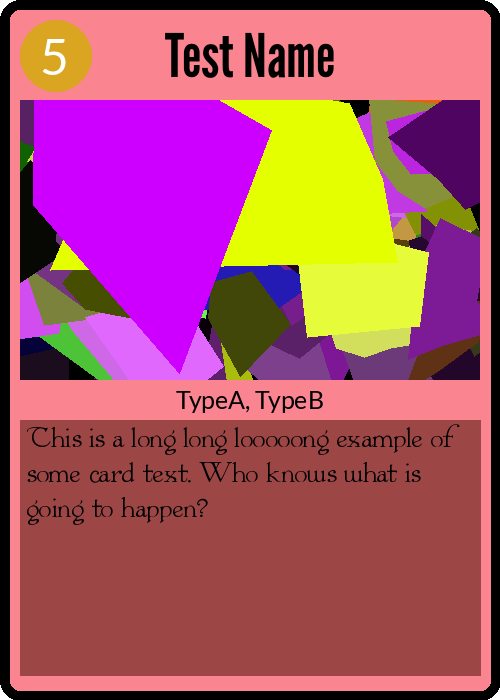 5
Test Name
TypeA, TypeB
This is a long long looooong example of
some card text. Who knows what is
going to happen?